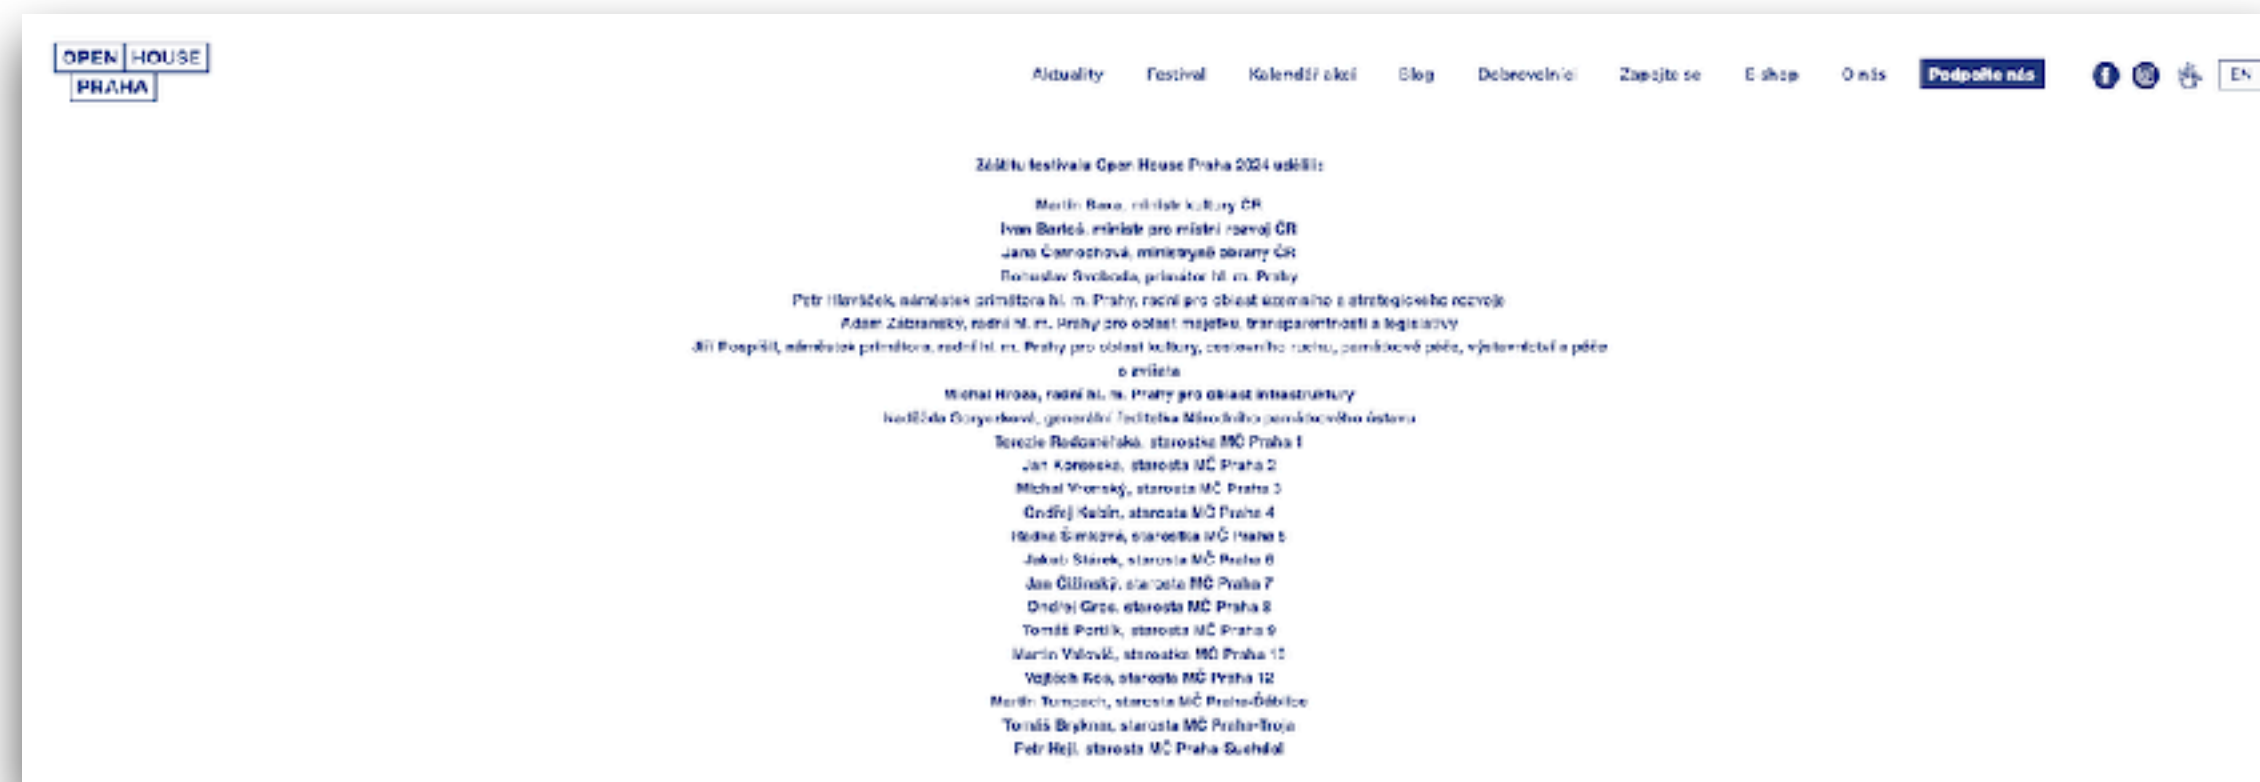 OPEN HOUSE
PRAHA
Aktuality Festival Kalendář akcí Blog Dobrovolníci Zapojte se E-shop O nás Podpořte nás EN
Záštitu festivalu Open House Praha 2024 udělili:
Martin Baxa, ministr kultury ČR
Ivan Bartoš, ministr pro místní rozvoj ČR
Jana Černochová, ministryně obrany ČR
Bohuslav Svoboda, primátor hl. m. Prahy
Petr Hlaváček, náměstek primátora hl. m. Prahy, radní pro oblast územního a strategického rozvoje
Adam Zábranský, radní hl. m. Prahy pro oblast majetku, transparentnosti a legislativy
Jiří Pospíšil, náměstek primátora, radní hl. m. Prahy pro oblast kultury, cestovního ruchu, památkové péče, výstavnictví a péče
o zvířata
Michal Hroza, radní hl. m. Prahy pro oblast infrastruktury
Naděžda Goryczková, generální ředitelka Národního památkového ústavu
Terezie Radoměřská, starostka MČ Praha 1
Jan Korseska, starosta MČ Praha 2
Michal Vronský, starosta MČ Praha 3
Ondřej Kubín, starosta MČ Praha 4
Radka Šimková, starostka MČ Praha 5
Jakub Stárek, starosta MČ Praha 6
Jan Čižinský, starosta MČ Praha 7
Ondřej Gros, starosta MČ Praha 8
Tomáš Portlík, starosta MČ Praha 9
Martin Valovič, starosta MČ Praha 10
Vojtěch Kos, starosta MČ Praha 12
Martin Tumpach, starosta MČ Praha-Ďáblice
Tomáš Bryknar, starosta MČ Praha-Troja
Petr Hejl, starosta MČ Praha-Suchdol